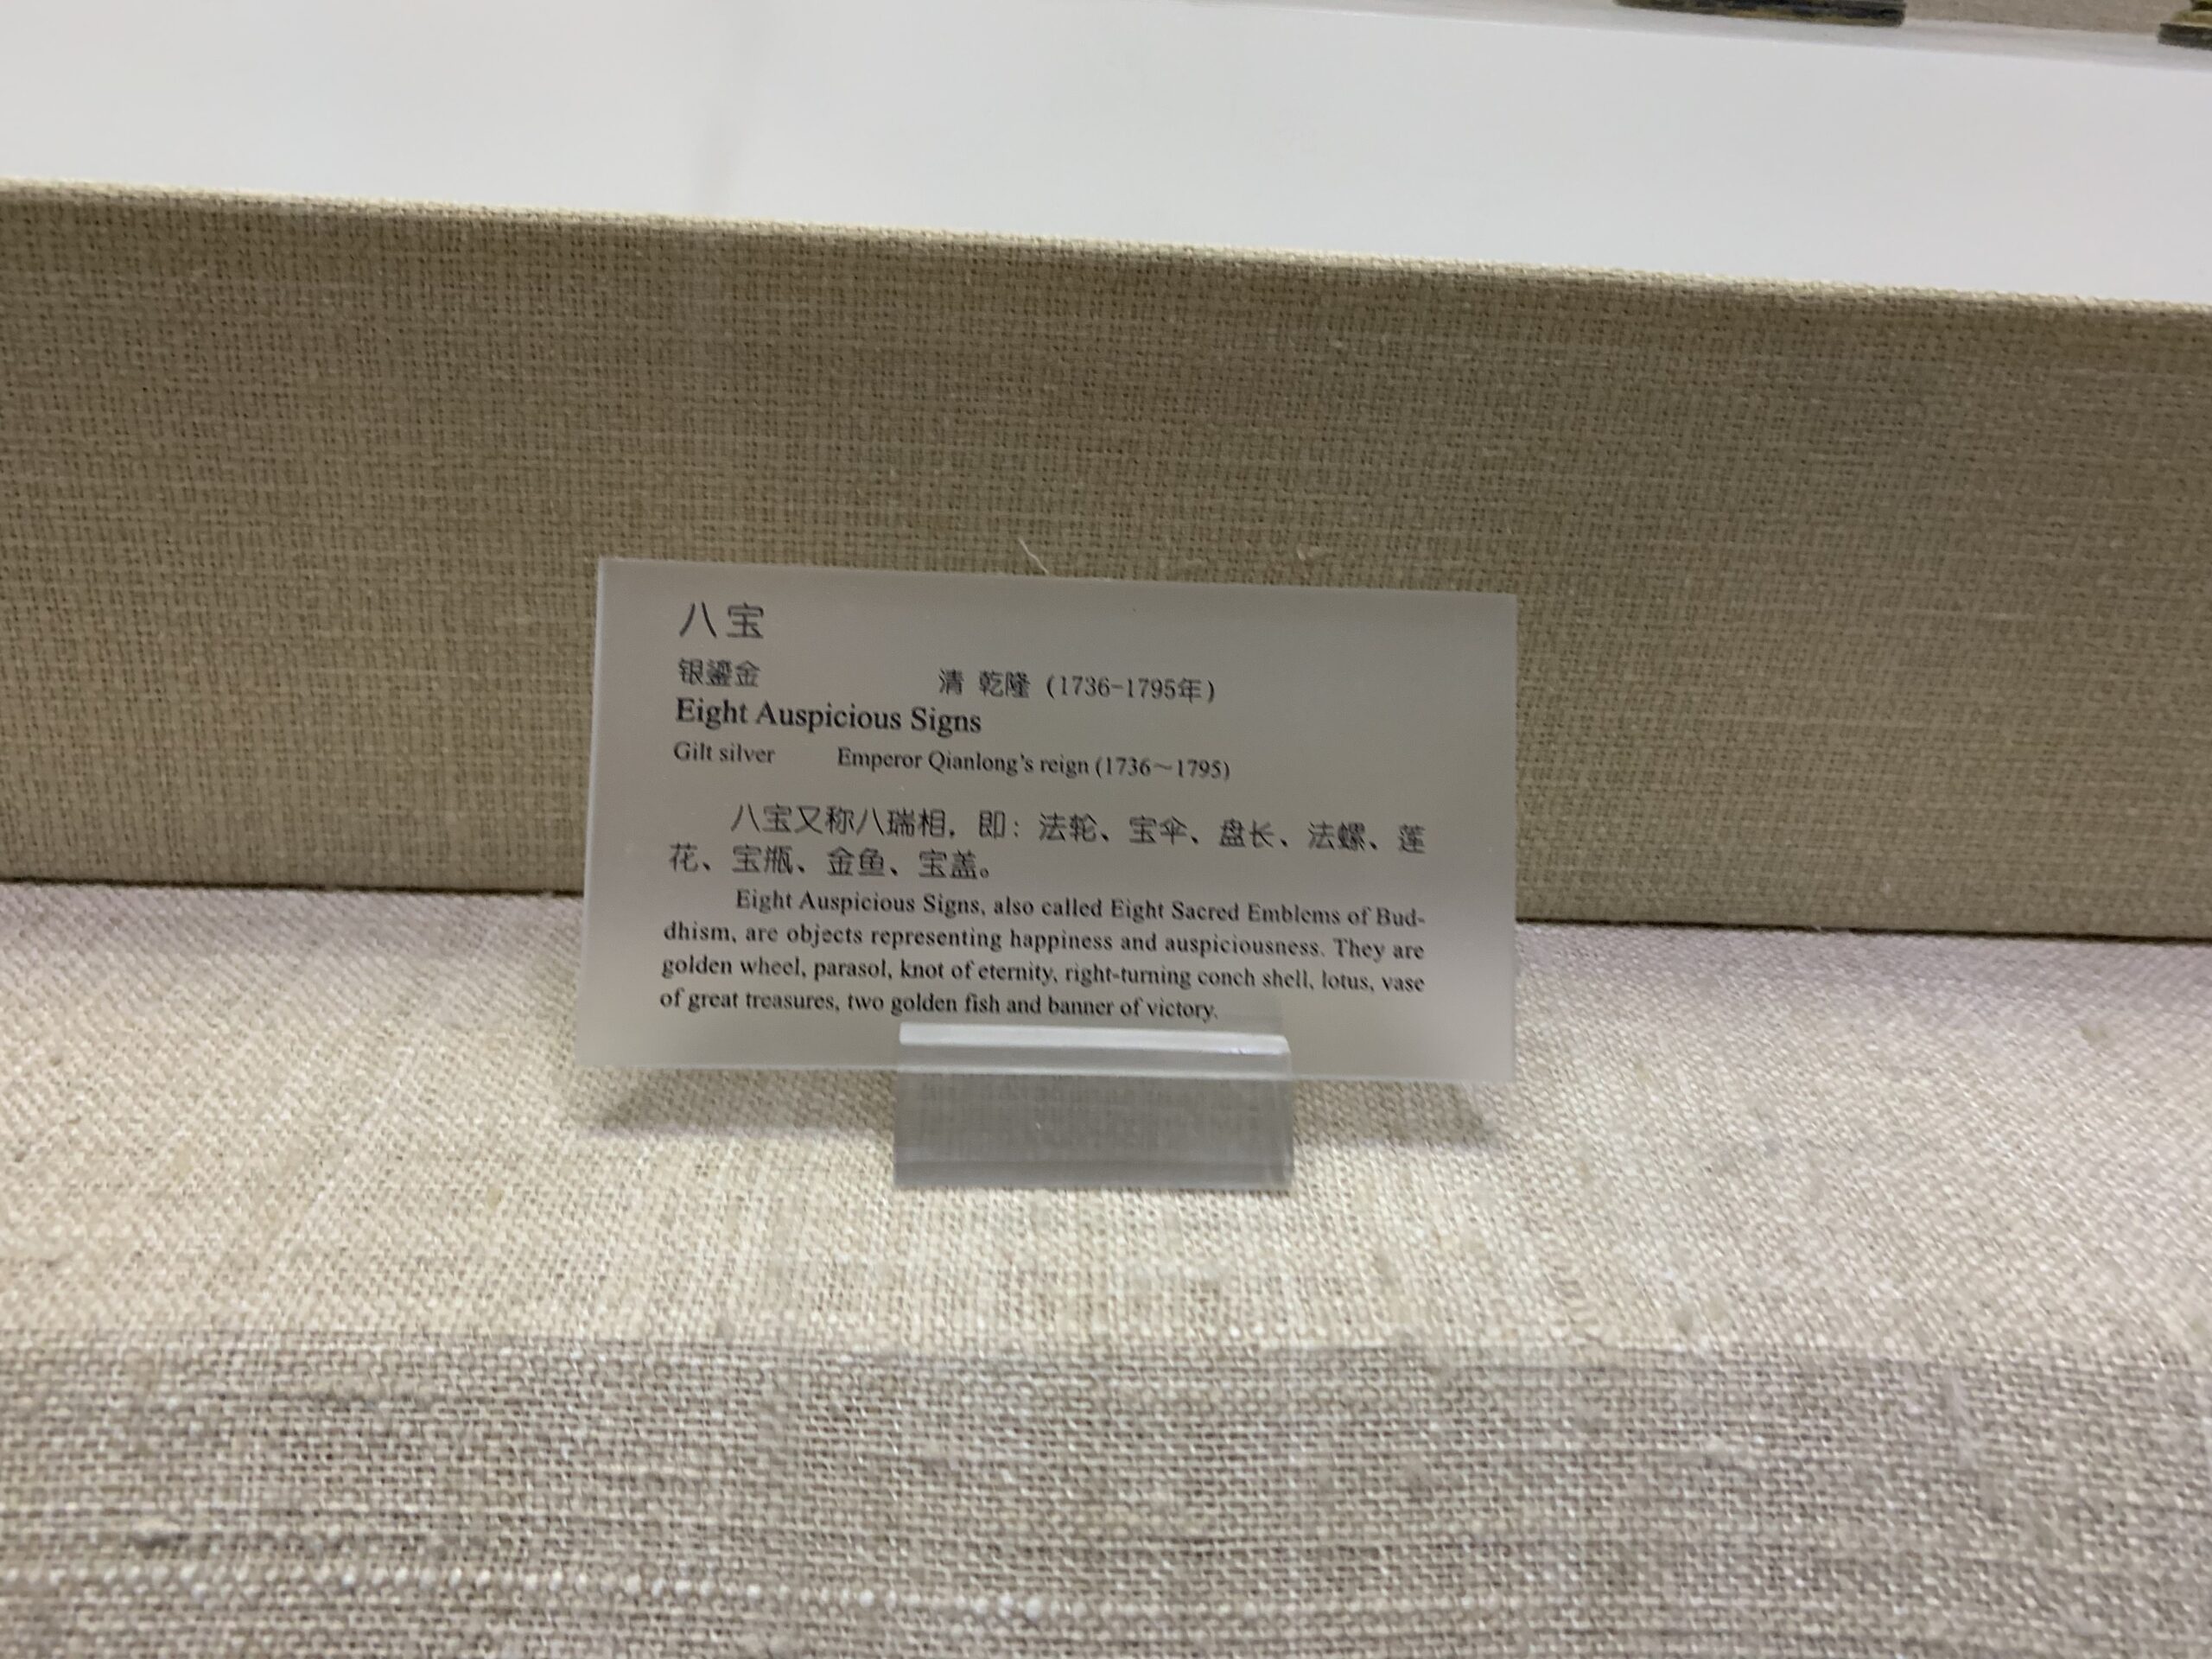 八宝
银鎏金 清 乾隆 (1736-1795年)
Eight Auspicious Signs
Gilt silver Emperor Qianlong's reign (1736～1795)
八宝又称八瑞相，即：法轮、宝伞、盘长、法螺、莲
花、宝瓶、金鱼、宝盖。
Eight Auspicious Signs, also called Eight Sacred Emblems of Bud-
dhism, are objects representing happiness and auspiciousness. They are
golden wheel, parasol, knot of eternity, right-turning conch shell, lotus, vase
of great treasures, two golden fish and banner of victory.